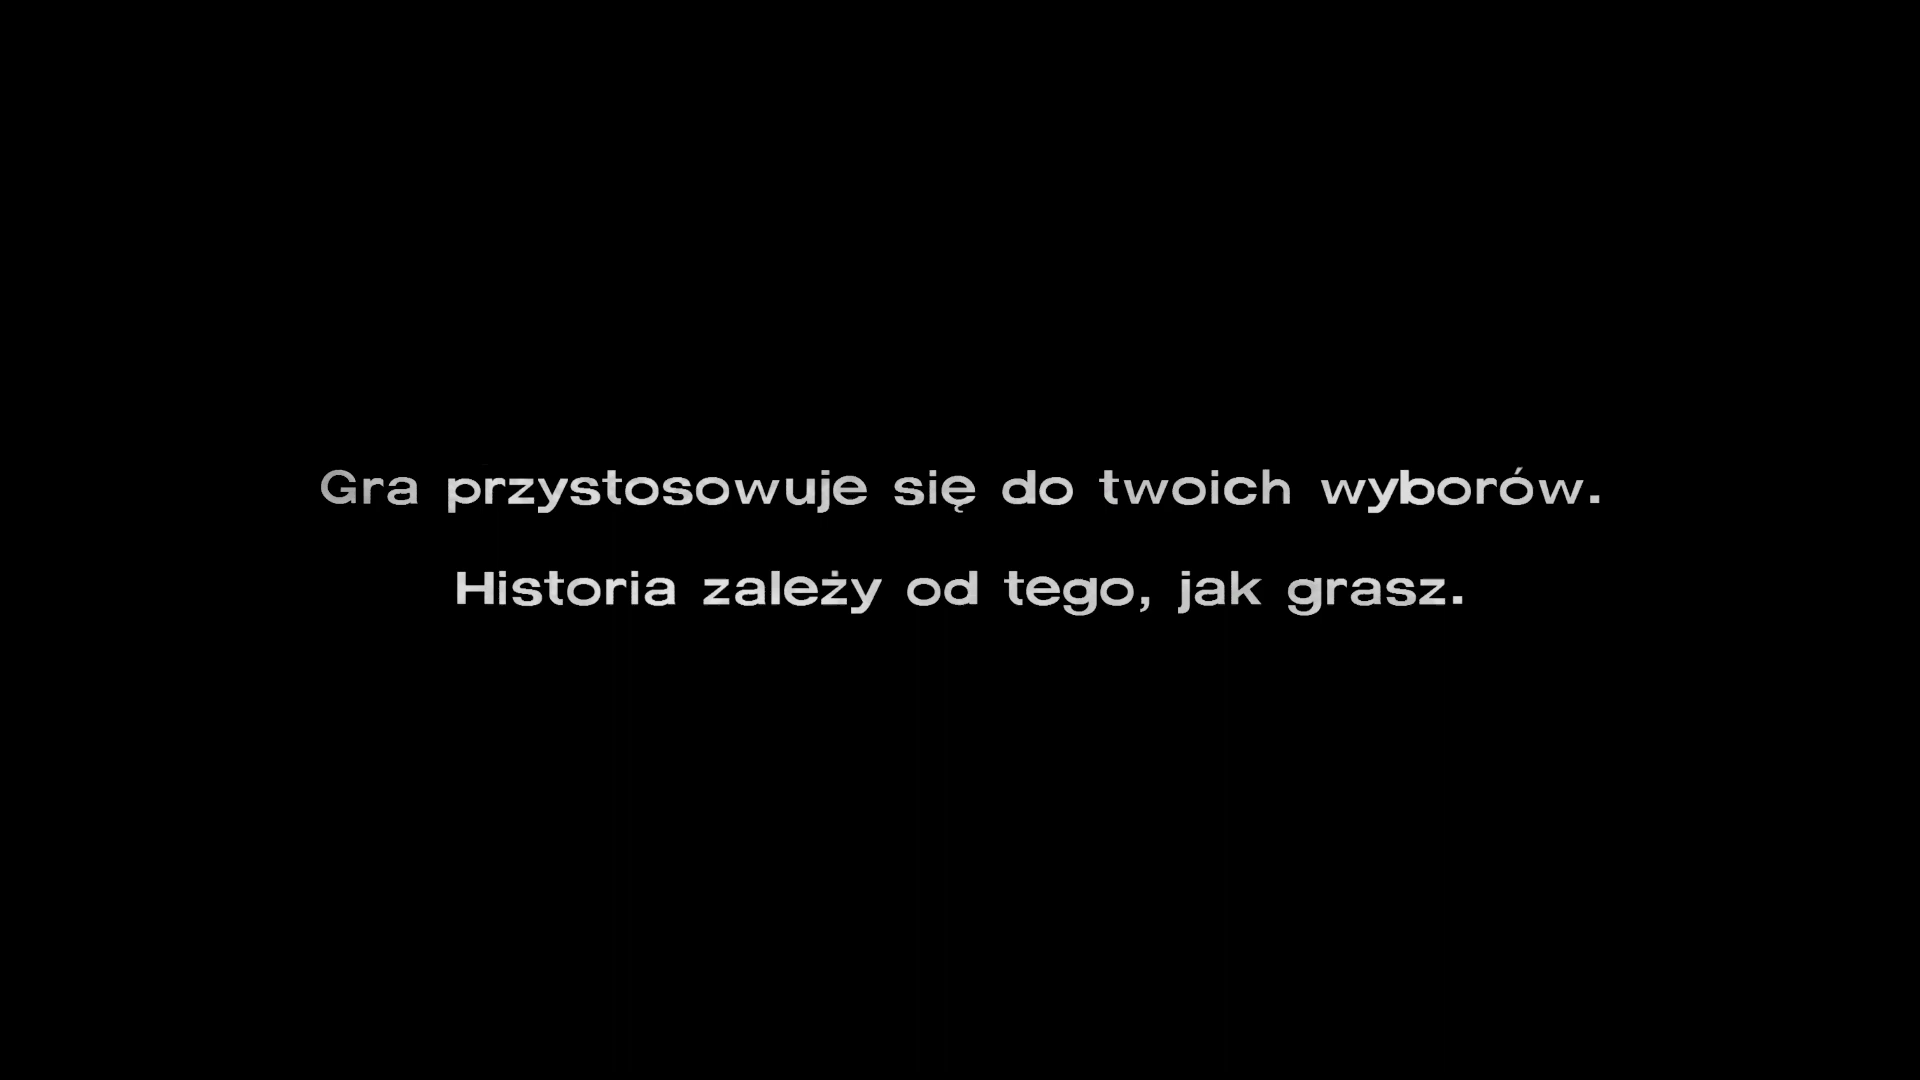 Gra przystosowuje się do twoich wyborów.
Historia zależy od tego, jak grasz.